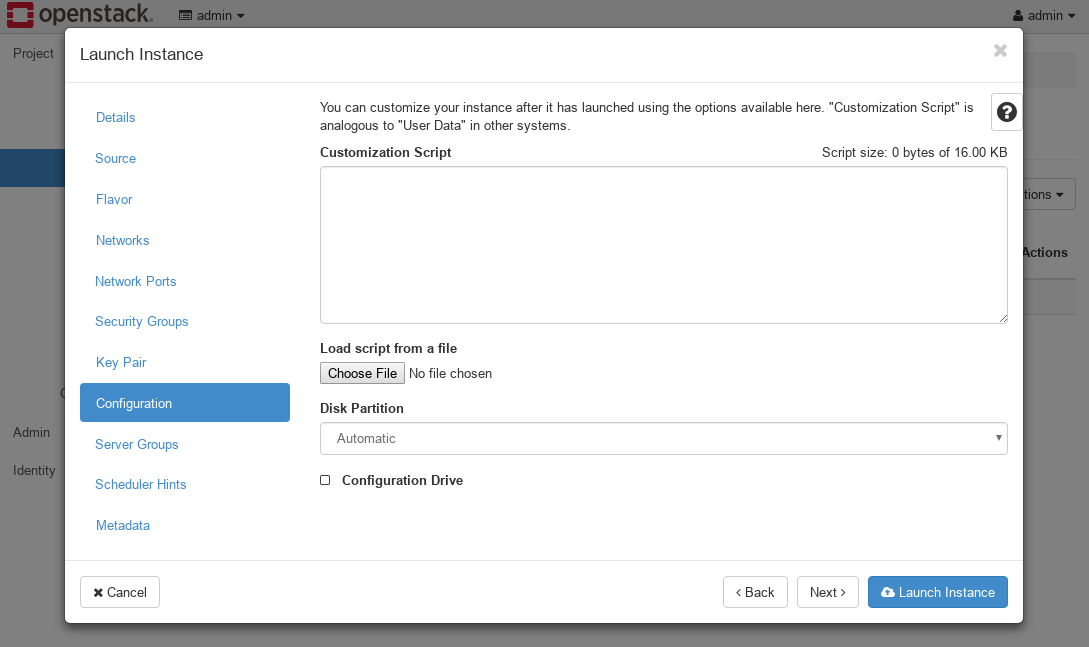 openstack.
admin
admin
Project
Launch Instance
Details
Source
Flavor
Networks
Network Ports
Security Groups
Key Pair
Configuration
Server Groups
Scheduler Hints
Metadata
You can customize your instance after it has launched using the options available here. "Customization Script" is
analogous to "User Data" in other systems.
Customization Script
Script size: 0 bytes of 16.00 KB
Load script from a file
Choose File No file chosen
Disk Partition
Automatic
Configuration Drive
tions
Actions
Admin
Identity
Cancel
‹ Back
Next ›
Launch Instance